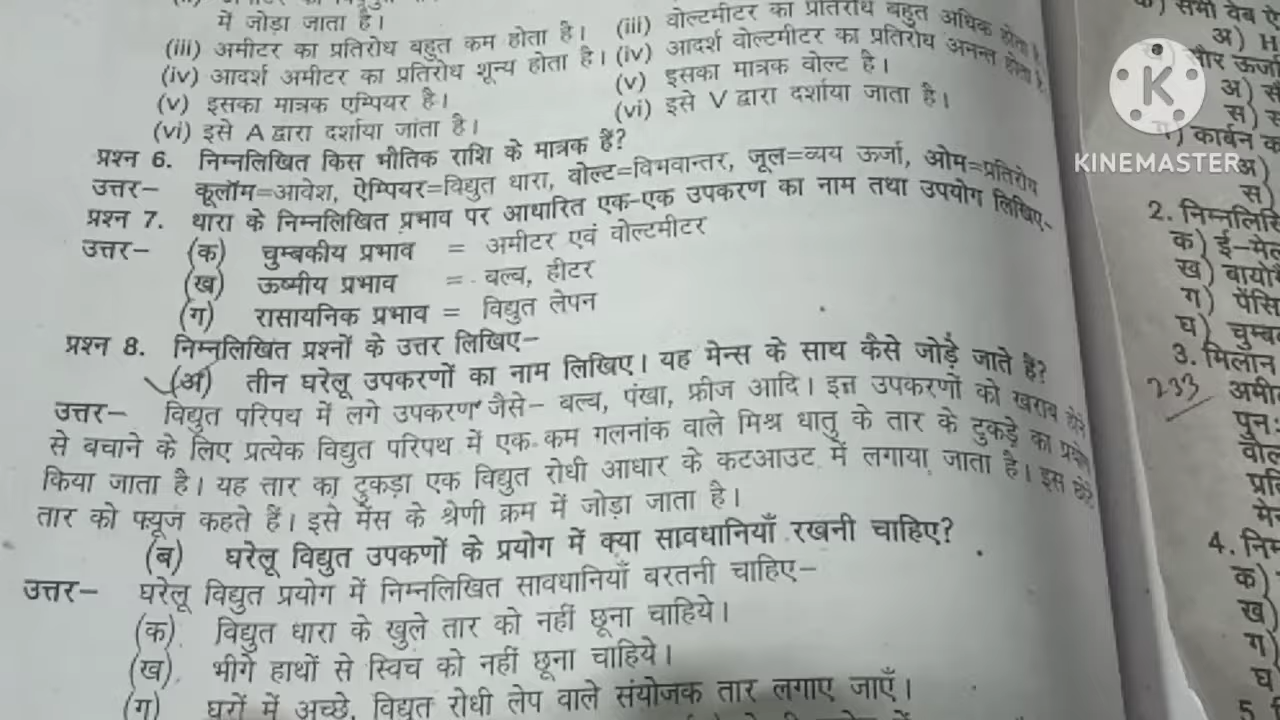 में जोड़ा जाता है।
(iii) अमीटर का प्रतिरोध बहुत कम होता है।
(iv) आदर्श अमीटर का प्रतिरोध शून्य होता है।
(v) इसका मात्रक एम्पियर है।
(vi) इसे A द्वारा दर्शाया जाता है।
(iii) वोल्टमीटर का प्रतिरोध बहुत अधिक होता है
(iv) आदर्श वोल्टमीटर का प्रतिरोध अनन्त होता है
(v) इसका मात्रक वोल्ट है।
(vi) इसे V द्वारा दर्शाया जाता है।
प्रश्न 6. निम्नलिखित किस भौतिक राशि के मात्रक हैं?
उत्तर– कूलॉम=आवेश, ऐम्पियर=विद्युत धारा, वोल्ट=विभवान्तर, जूल=व्यय ऊर्जा, ओम=प्रतिरोध
प्रश्न 7. धारा के निम्नलिखित प्रभाव पर आधारित एक-एक उपकरण का नाम तथा उपयोग लिखिए-
उत्तर– (क) चुम्बकीय प्रभाव = अमीटर एवं वोल्टमीटर
(ख) ऊष्मीय प्रभाव = बल्ब, हीटर
(ग) रासायनिक प्रभाव = विद्युत लेपन
प्रश्न 8. निम्नलिखित प्रश्नों के उत्तर लिखिए–
(अ) तीन घरेलू उपकरणों का नाम लिखिए। यह मेन्स के साथ कैसे जोड़े जाते हैं?
उत्तर– विद्युत परिपथ में लगे उपकरण जैसे– बल्ब, पंखा, फ्रीज आदि। इन उपकरणों को खराब होने
से बचाने के लिए प्रत्येक विद्युत परिपथ में एक कम गलनांक वाले मिश्र धातु के तार के टुकड़े का प्रयोग
किया जाता है। यह तार का टुकड़ा एक विद्युत रोधी आधार के कटआउट में लगाया जाता है। इस छोटे
तार को फ्यूज कहते हैं। इसे मेंस के श्रेणी क्रम में जोड़ा जाता है।
(ब) घरेलू विद्युत उपकणों के प्रयोग में क्या सावधानियाँ रखनी चाहिए?
उत्तर– घरेलू विद्युत प्रयोग में निम्नलिखित सावधानियाँ बरतनी चाहिए–
(क) विद्युत धारा के खुले तार को नहीं छूना चाहिये।
(ख) भीगे हाथों से स्विच को नहीं छूना चाहिये।
(ग) घरों में अच्छे, विद्युत रोधी लेप वाले संयोजक तार लगाए जाएँ।
K
KINEMASTER
अ) H
अ)
स)
कार्बन
अ)
स)
2. निम्नलिखि
क) ई-मेल
ख)
ग)
घ) चुम्ब
3. मिलान
233
अमी
पुन:
4. निम
क)
ख)
ग)
घ
5.